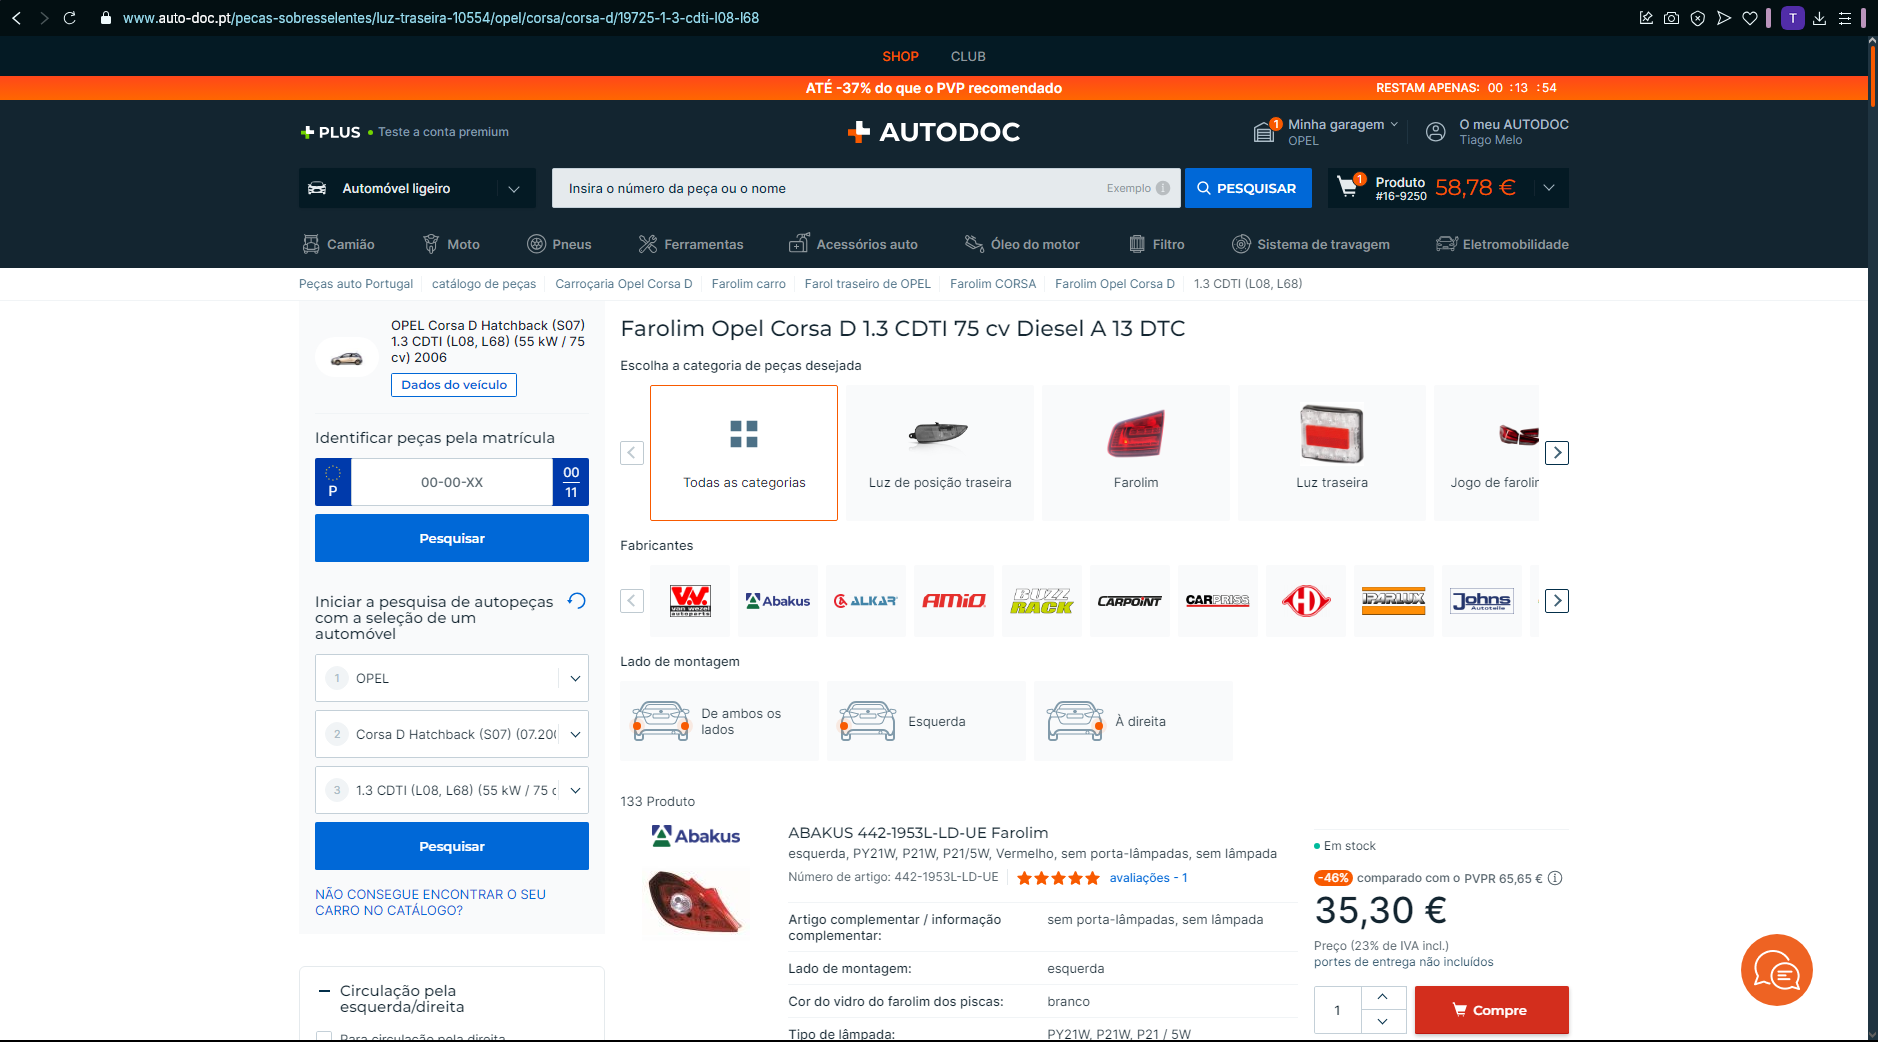 www.auto-doc.pt/pecas-sobresselentes/luz-traseira-10554/opel/corsa/corsa-d/19725-1-3-cdti-l08-l68
T
SHOP CLUB
ATÉ -37% do que o PVP recomendado
RESTAM APENAS: 00 : 13 : 54
PLUS • Teste a conta premium
AUTODOC
1
Minha garagem
OPEL
O meu AUTODOC
Tiago Melo
Automóvel ligeiro
Insira o número da peça ou o nome
Exemplo
PESQUISAR
1
Produto
#16-9250
58,78 €
Camião Moto Pneus Ferramentas Acessórios auto Óleo do motor Filtro Sistema de travagem Eletromobilidade
Peças auto Portugal catálogo de peças Carroçaria Opel Corsa D Farolim carro Farol traseiro de OPEL Farolim CORSA Farolim Opel Corsa D 1.3 CDTI (L08, L68)
OPEL Corsa D Hatchback (S07)
1.3 CDTI (L08, L68) (55 kW / 75
cv) 2006
Dados do veículo
Identificar peças pela matrícula
P
00-00-XX
00
11
Pesquisar
Iniciar a pesquisa de autopeças
com a seleção de um
automóvel
1 OPEL
2 Corsa D Hatchback (S07) (07.200
3 1.3 CDTI (L08, L68) (55 kW / 75 c
Pesquisar
NÃO CONSEGUE ENCONTRAR O SEU
CARRO NO CATÁLOGO?
Circulação pela
esquerda/direita
Para circulação pela direita
Farolim Opel Corsa D 1.3 CDTI 75 cv Diesel A 13 DTC
Escolha a categoria de peças desejada
Todas as categorias
Luz de posição traseira
Farolim
Luz traseira
Jogo de farolin
Fabricantes
VAN WEZEL autoparts
Abakus
ALKAR
AMiO
BUZZ RACK
CARPOINT
CARPRISS
HD
IPARLUX
Johns Autoteile
Lado de montagem
De ambos os
lados
Esquerda
À direita
133 Produto
Abakus
ABAKUS 442-1953L-LD-UE Farolim
esquerda, PY21W, P21W, P21/5W, Vermelho, sem porta-lâmpadas, sem lâmpada
Número de artigo: 442-1953L-LD-UE
avaliações - 1
Artigo complementar / informação
complementar:
sem porta-lâmpadas, sem lâmpada
Lado de montagem: esquerda
Cor do vidro do farolim dos piscas: branco
Tipo de lâmpada: PY21W, P21W, P21 / 5W
Em stock
-46% comparado com o PVPR 65,65 €
35,30 €
Preço (23% de IVA incl.)
portes de entrega não incluídos
1
Compre